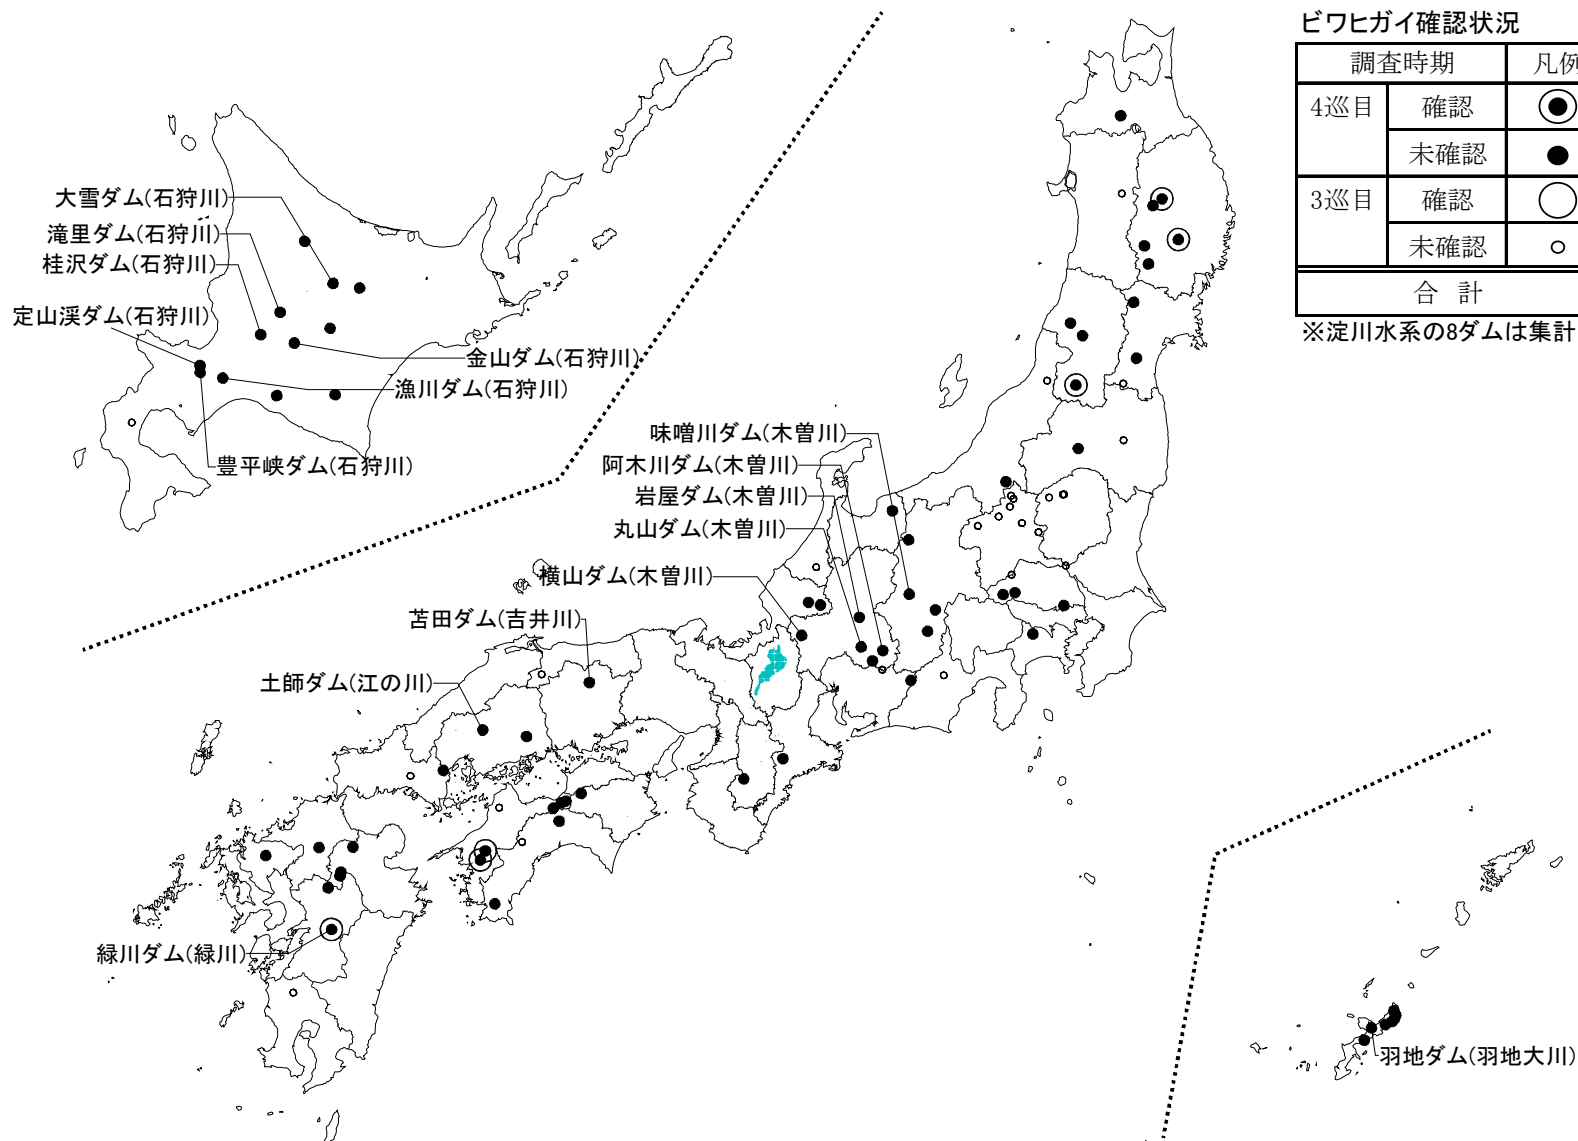 ビワヒガイ確認状況
調査時期 凡例
4巡目 確認
未確認
3巡目 確認
未確認
合計
※淀川水系の8ダムは集計
大雪ダム(石狩川)
滝里ダム(石狩川)
桂沢ダム(石狩川)
定山渓ダム(石狩川)
金山ダム(石狩川)
漁川ダム(石狩川)
豊平峡ダム(石狩川)
味噌川ダム(木曽川)
阿木川ダム(木曽川)
岩屋ダム(木曽川)
丸山ダム(木曽川)
横山ダム(木曽川)
苫田ダム(吉井川)
土師ダム(江の川)
緑川ダム(緑川)
羽地ダム(羽地大川)